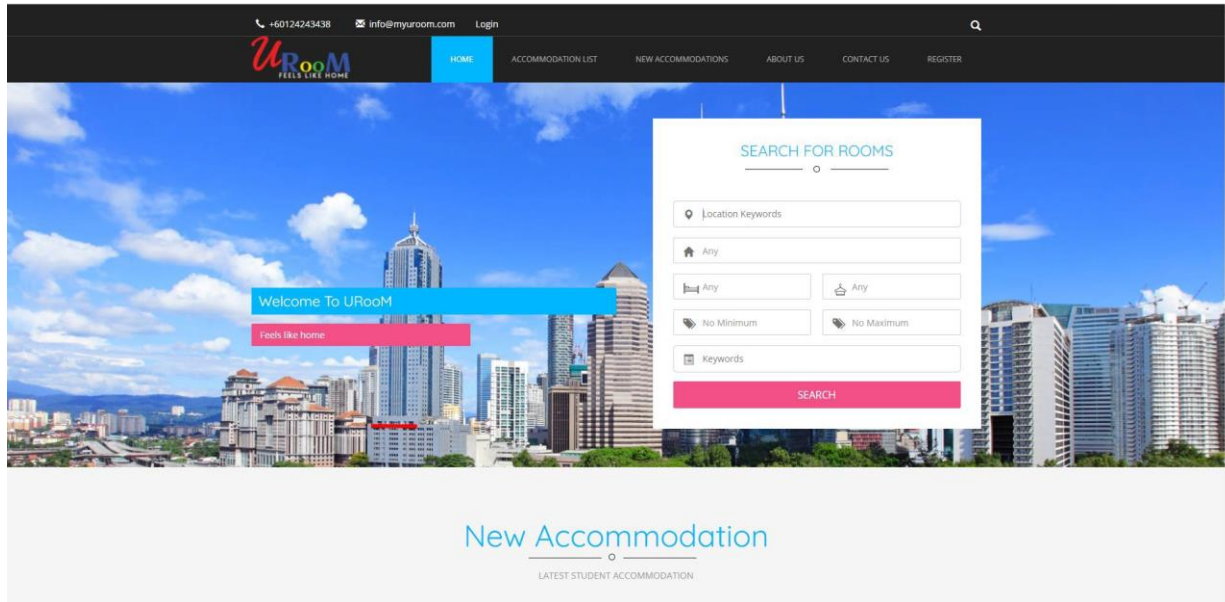 +60124243438 info@myuroom.com Login
URooM
FEELS LIKE HOME
HOME ACCOMMODATION LIST NEW ACCOMMODATIONS ABOUT US CONTACT US REGISTER
SEARCH FOR ROOMS
Location Keywords
Any
Any Any
No Minimum No Maximum
Keywords
SEARCH
Welcome To URooM
Feels like home
New Accommodation
LATEST STUDENT ACCOMMODATION